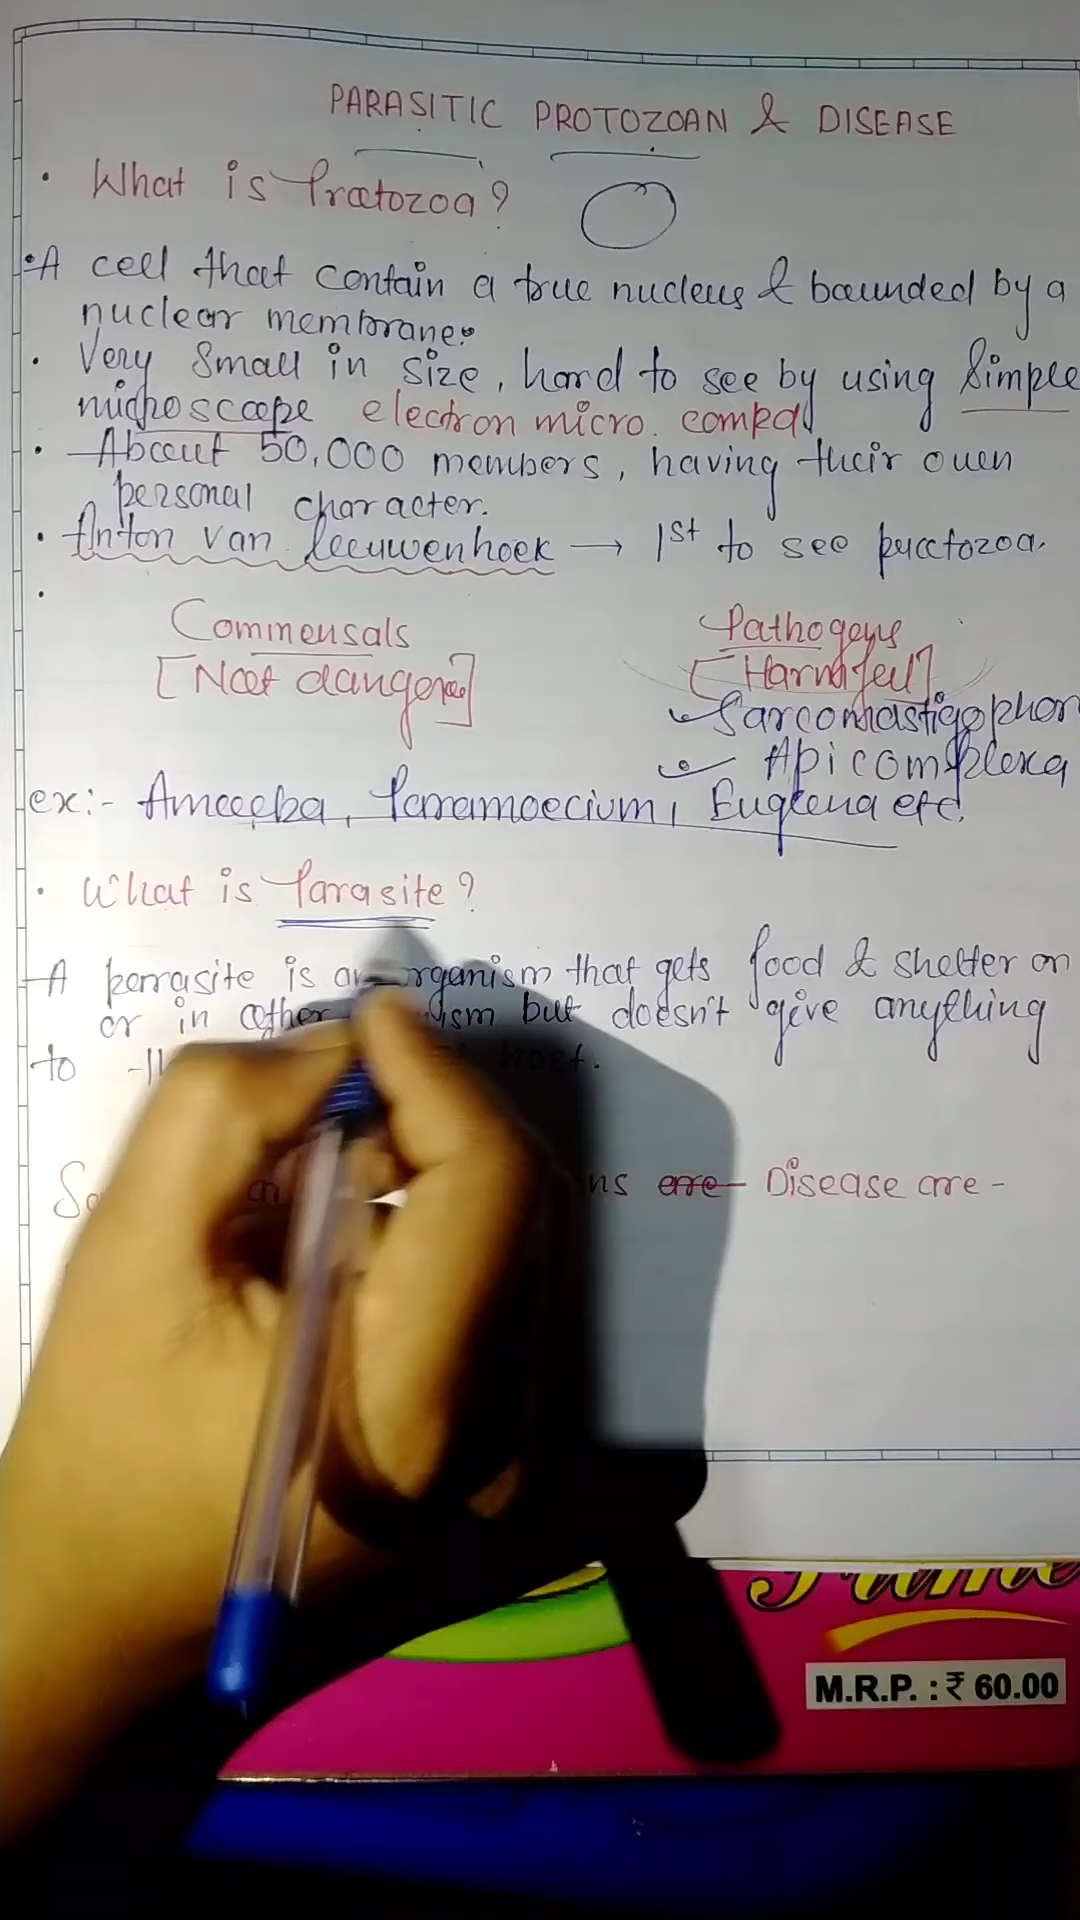 PARASITIC PROTOZOAN & DISEASE
• What is Protozoa?
• A cell that contain a true nucleus & bounded by a
nuclear membrane.
• Very small in size, hard to see by using Simple
microscope electron micro. compd
• About 50,000 members, having their own
personal character.
• Anton van Leeuwenhoek → 1st to see protozoa.
•
Commensals Pathogens
[Not dangerous] [Harmful]
Sarcomastigophor
Apicomplexa
ex:- Amoeba, Paramoecium, Euglena etc.
• What is Parasite?
A parasite is an organism that gets food & shelter on
or in other but doesn't give anything
to host.
Disease are -
M.R.P. : ₹ 60.00